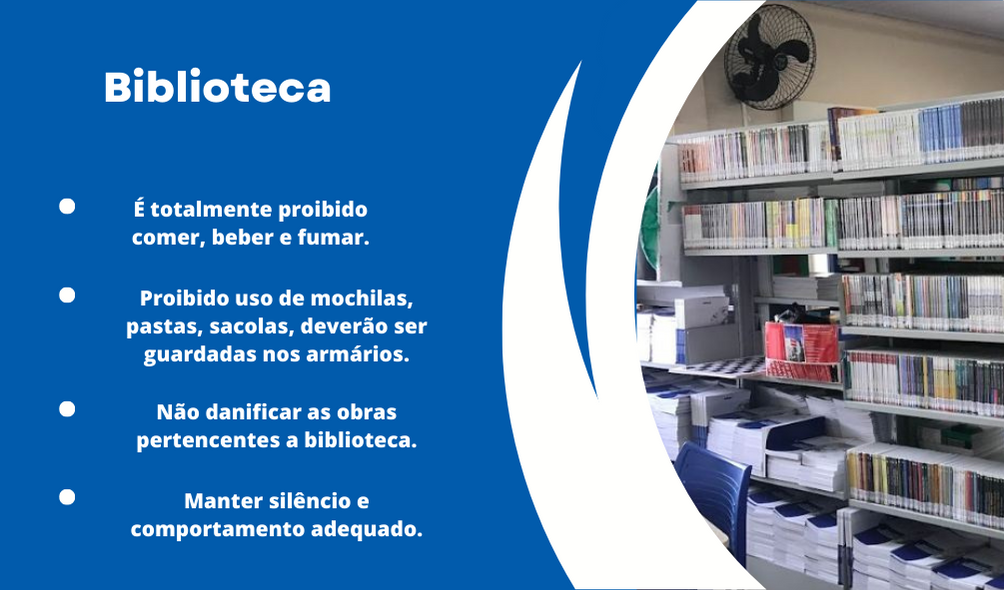 Biblioteca
É totalmente proibido
comer, beber e fumar.
Proibido uso de mochilas,
pastas, sacolas, deverão ser
guardadas nos armários.
Não danificar as obras
pertencentes a biblioteca.
Manter silêncio e
comportamento adequado.